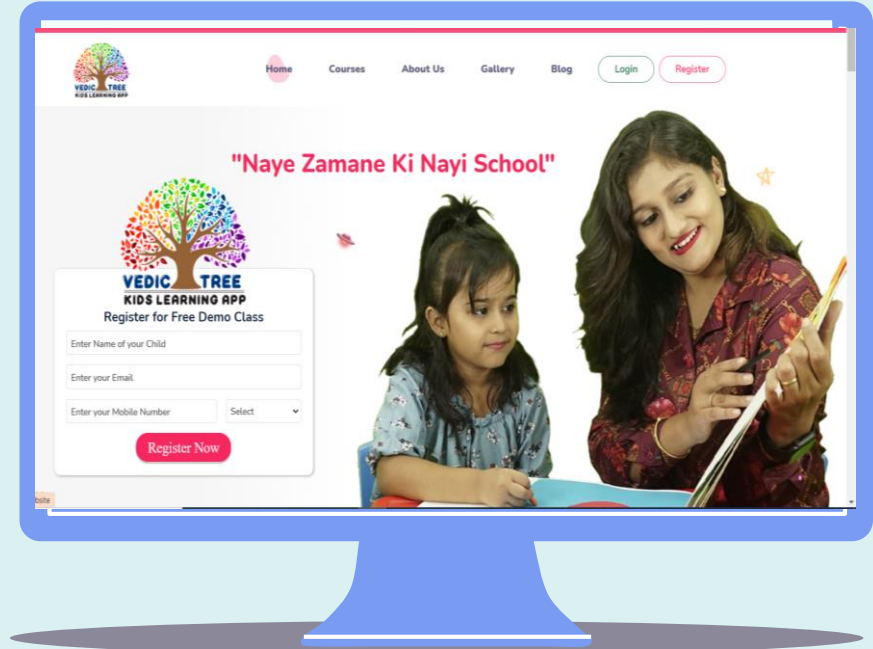 VEDIC TREE
KIDS LEARNING APP
Home Courses About Us Gallery Blog Login Register
"Naye Zamane Ki Nayi School"
VEDIC TREE
KIDS LEARNING APP
Register for Free Demo Class
Enter Name of your Child
Enter your Email
Enter your Mobile Number Select
Register Now